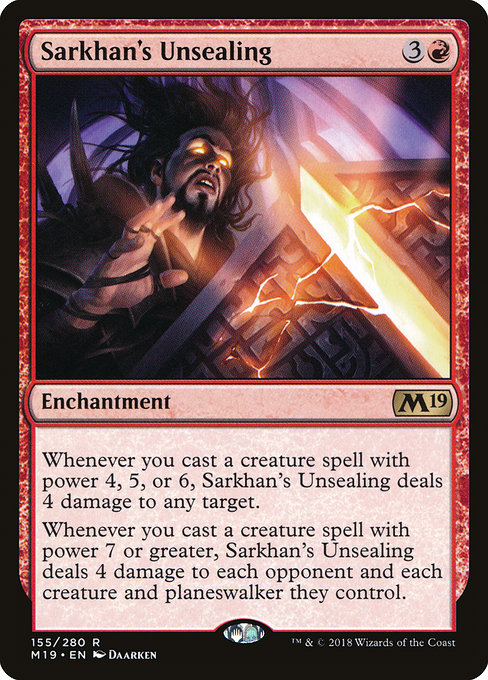 Sarkhan's Unsealing 3
Enchantment M19
Whenever you cast a creature spell with
power 4, 5, or 6, Sarkhan's Unsealing deals
4 damage to any target.
Whenever you cast a creature spell with
power 7 or greater, Sarkhan's Unsealing
deals 4 damage to each opponent and each
creature and planeswalker they control.
155/280 R
M19 • EN Daarken
™ & © 2018 Wizards of the Coast